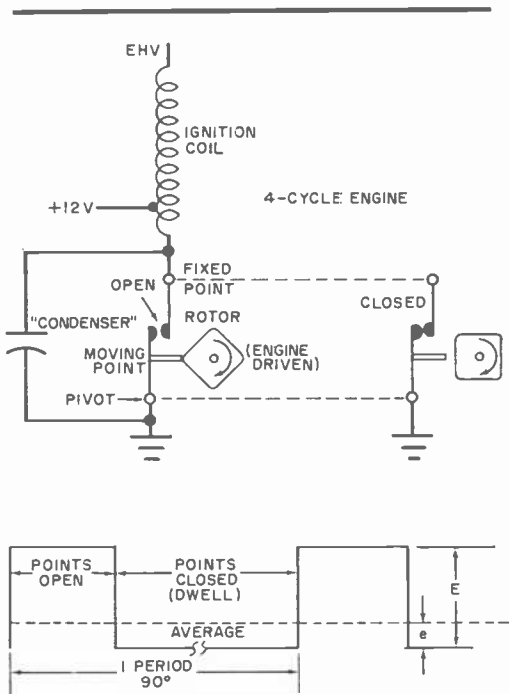 EHV
IGNITION
COIL
+12V
4-CYCLE ENGINE
FIXED
POINT
OPEN
CLOSED
"CONDENSER"
ROTOR
MOVING
POINT
(ENGINE
DRIVEN)
PIVOT
POINTS
OPEN
POINTS
CLOSED
(DWELL)
E
AVERAGE
e
1 PERIOD
90°